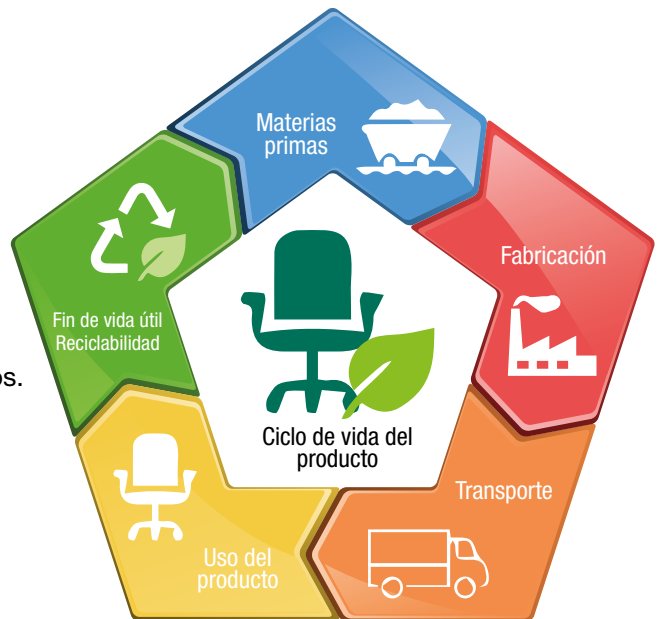 Materias
primas
Fabricación
Fin de vida útil
Reciclabilidad
os.
Ciclo de vida del
producto
Transporte
Uso del
producto